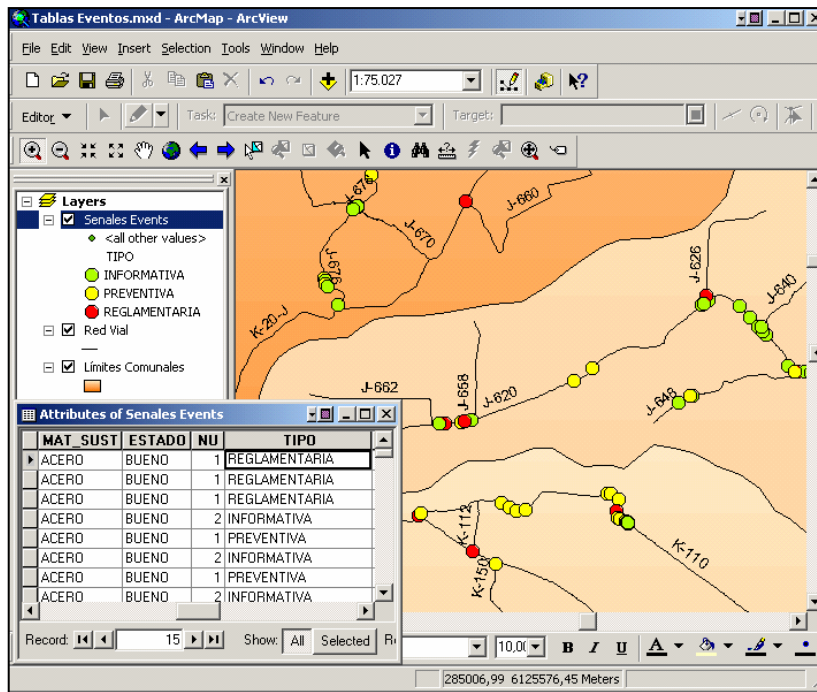 Tablas Eventos.mxd - ArcMap - ArcView
File Edit View Insert Selection Tools Window Help
1:75.027
Editor Task: Create New Feature Target:
Layers
Senales Events
<all other values>
TIPO
INFORMATIVA
PREVENTIVA
REGLAMENTARIA
Red Vial
Límites Comunales
J-676
J-660
J-670
J-676
K-20-J
J-626
J-640
J-662
J-658
J-620
J-648
K-112
K-150
K-110
Attributes of Senales Events
MAT_SUST ESTADO NU TIPO
ACERO BUENO 1 REGLAMENTARIA
ACERO BUENO 1 REGLAMENTARIA
ACERO BUENO 1 REGLAMENTARIA
ACERO BUENO 2 INFORMATIVA
ACERO BUENO 1 PREVENTIVA
ACERO BUENO 2 INFORMATIVA
ACERO BUENO 1 PREVENTIVA
ACERO BUENO 2 INFORMATIVA
Record: 15 Show: All Selected
10,0 B I U A
285006,99 6125576,45 Meters